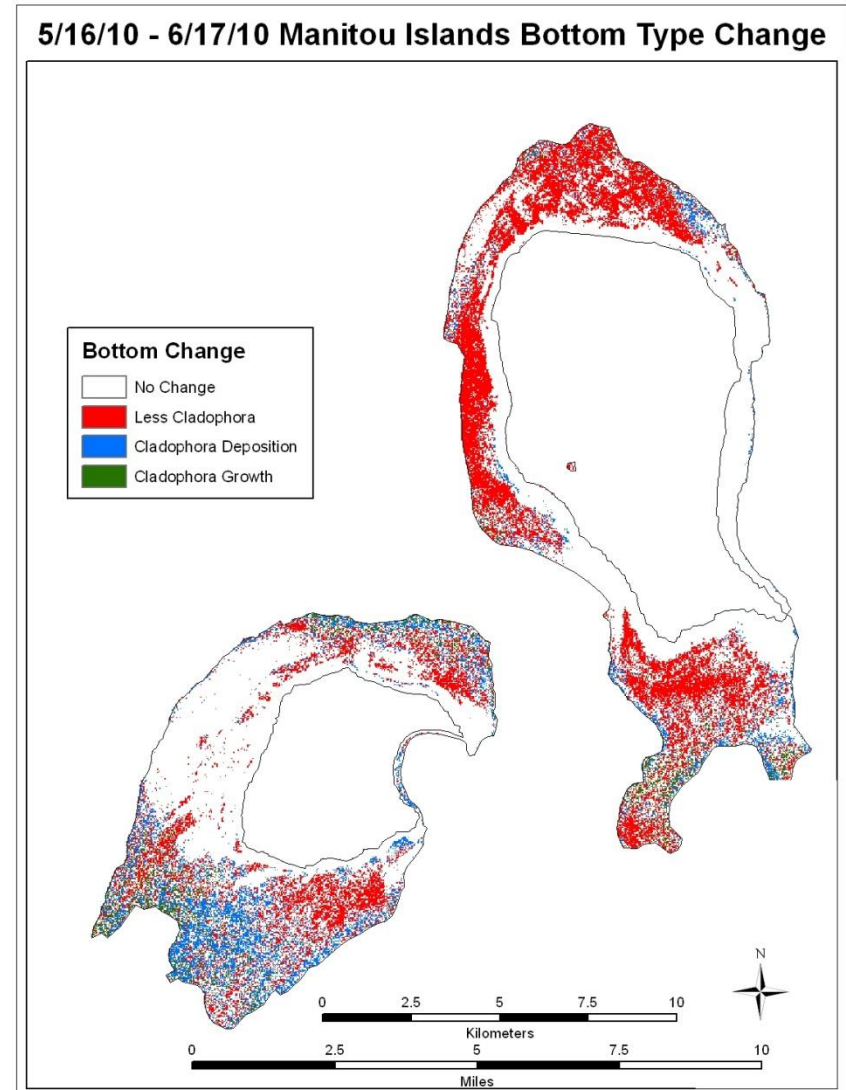 5/16/10 - 6/17/10 Manitou Islands Bottom Type Change
Bottom Change
No Change
Less Cladophora
Cladophora Deposition
Cladophora Growth
N
0 2.5 5 7.5 10
Kilometers
0 2.5 5 7.5 10
Miles